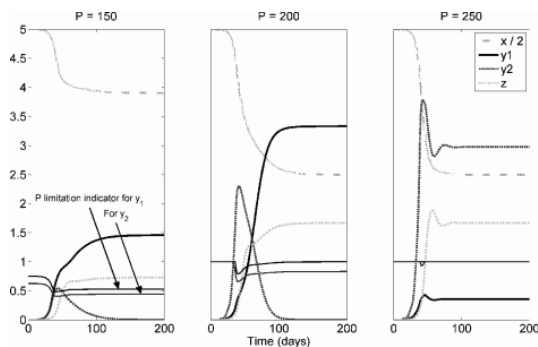 P = 150
P = 200
P = 250
5
4.5
4
3.5
3
2.5
2
1.5
1
0.5
0
P limitation indicator for y1
For y2
x / 2
y1
y2
z
0 100 200
0 100 200
0 100 200
Time (days)